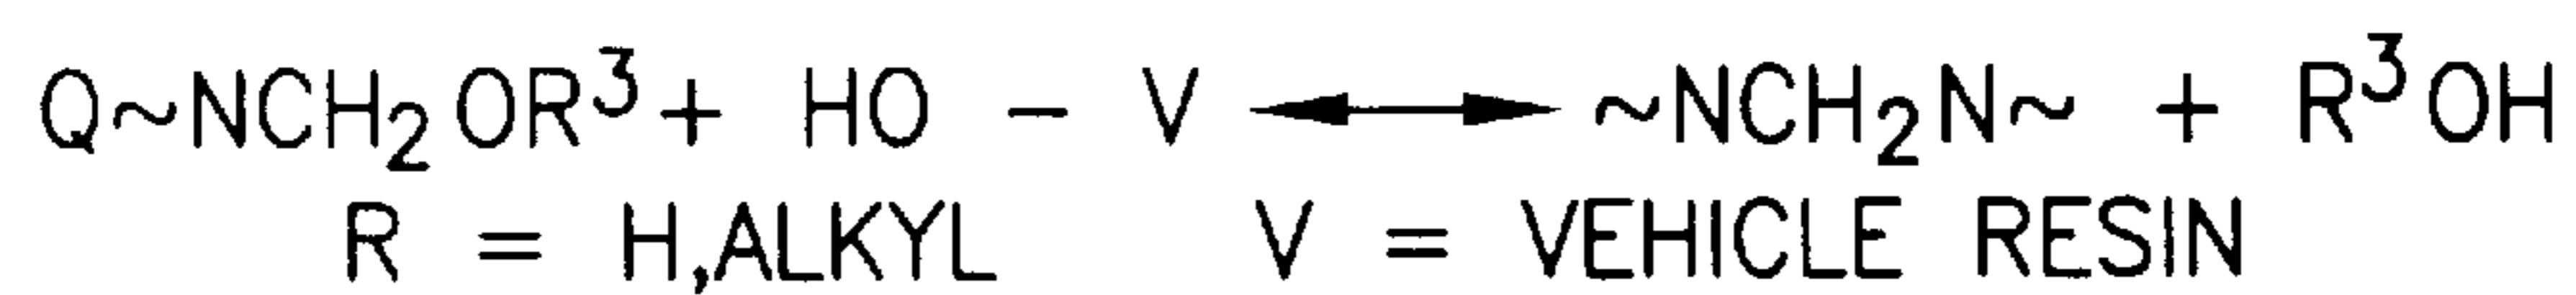 Q~NCH₂OR³+ HO - V ↔ ~NCH₂N~ + R³OH
R = H,ALKYL V = VEHICLE RESIN